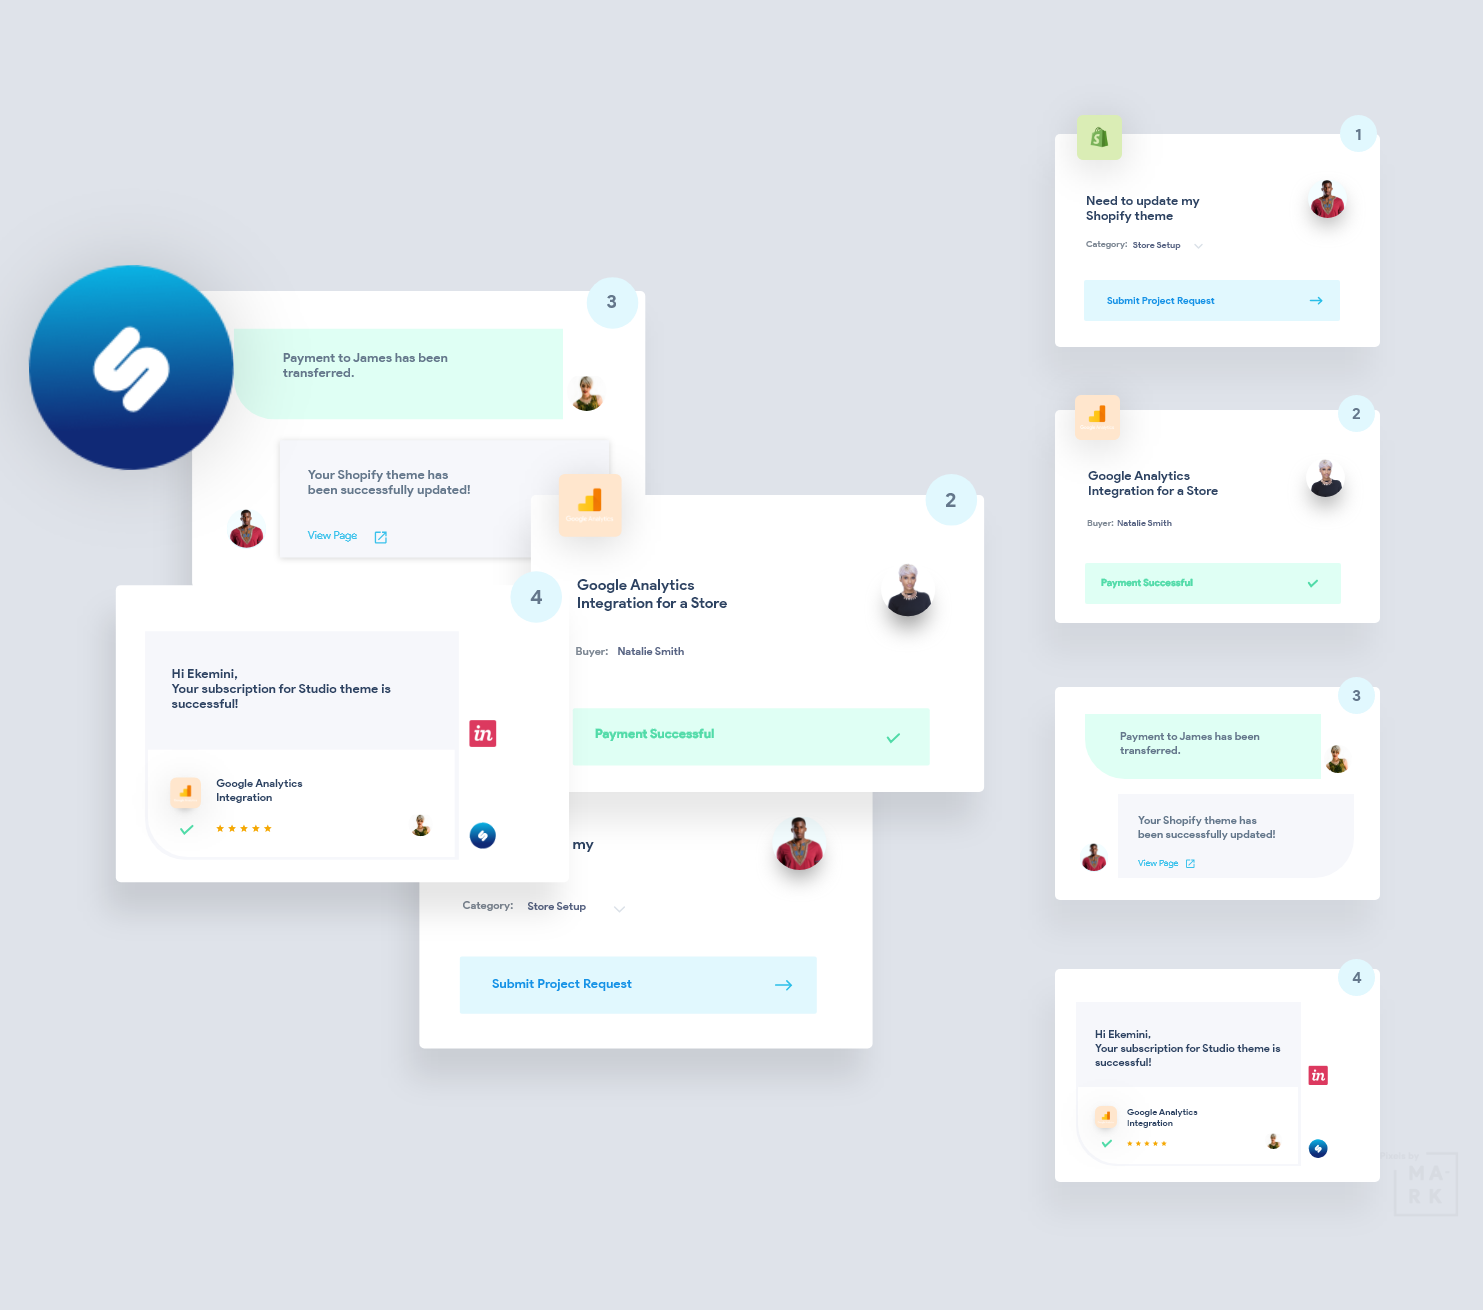 3
Payment to James has been
transferred.
Your Shopify theme has
been successfully updated!
View Page
2
Google Analytics
Google Analytics
Integration for a Store
Buyer: Natalie Smith
Payment Successful
4
Hi Ekemini,
Your subscription for Studio theme is
successful!
in
Google Analytics
Integration
my
Category: Store Setup
Submit Project Request
1
Need to update my
Shopify theme
Category: Store Setup
Submit Project Request
2
Google Analytics
Integration for a Store
Buyer: Natalie Smith
Payment Successful
3
Payment to James has been
transferred.
Your Shopify theme has
been successfully updated!
View Page
4
Hi Ekemini,
Your subscription for Studio theme is
successful!
in
Google Analytics
Integration
MA
RK